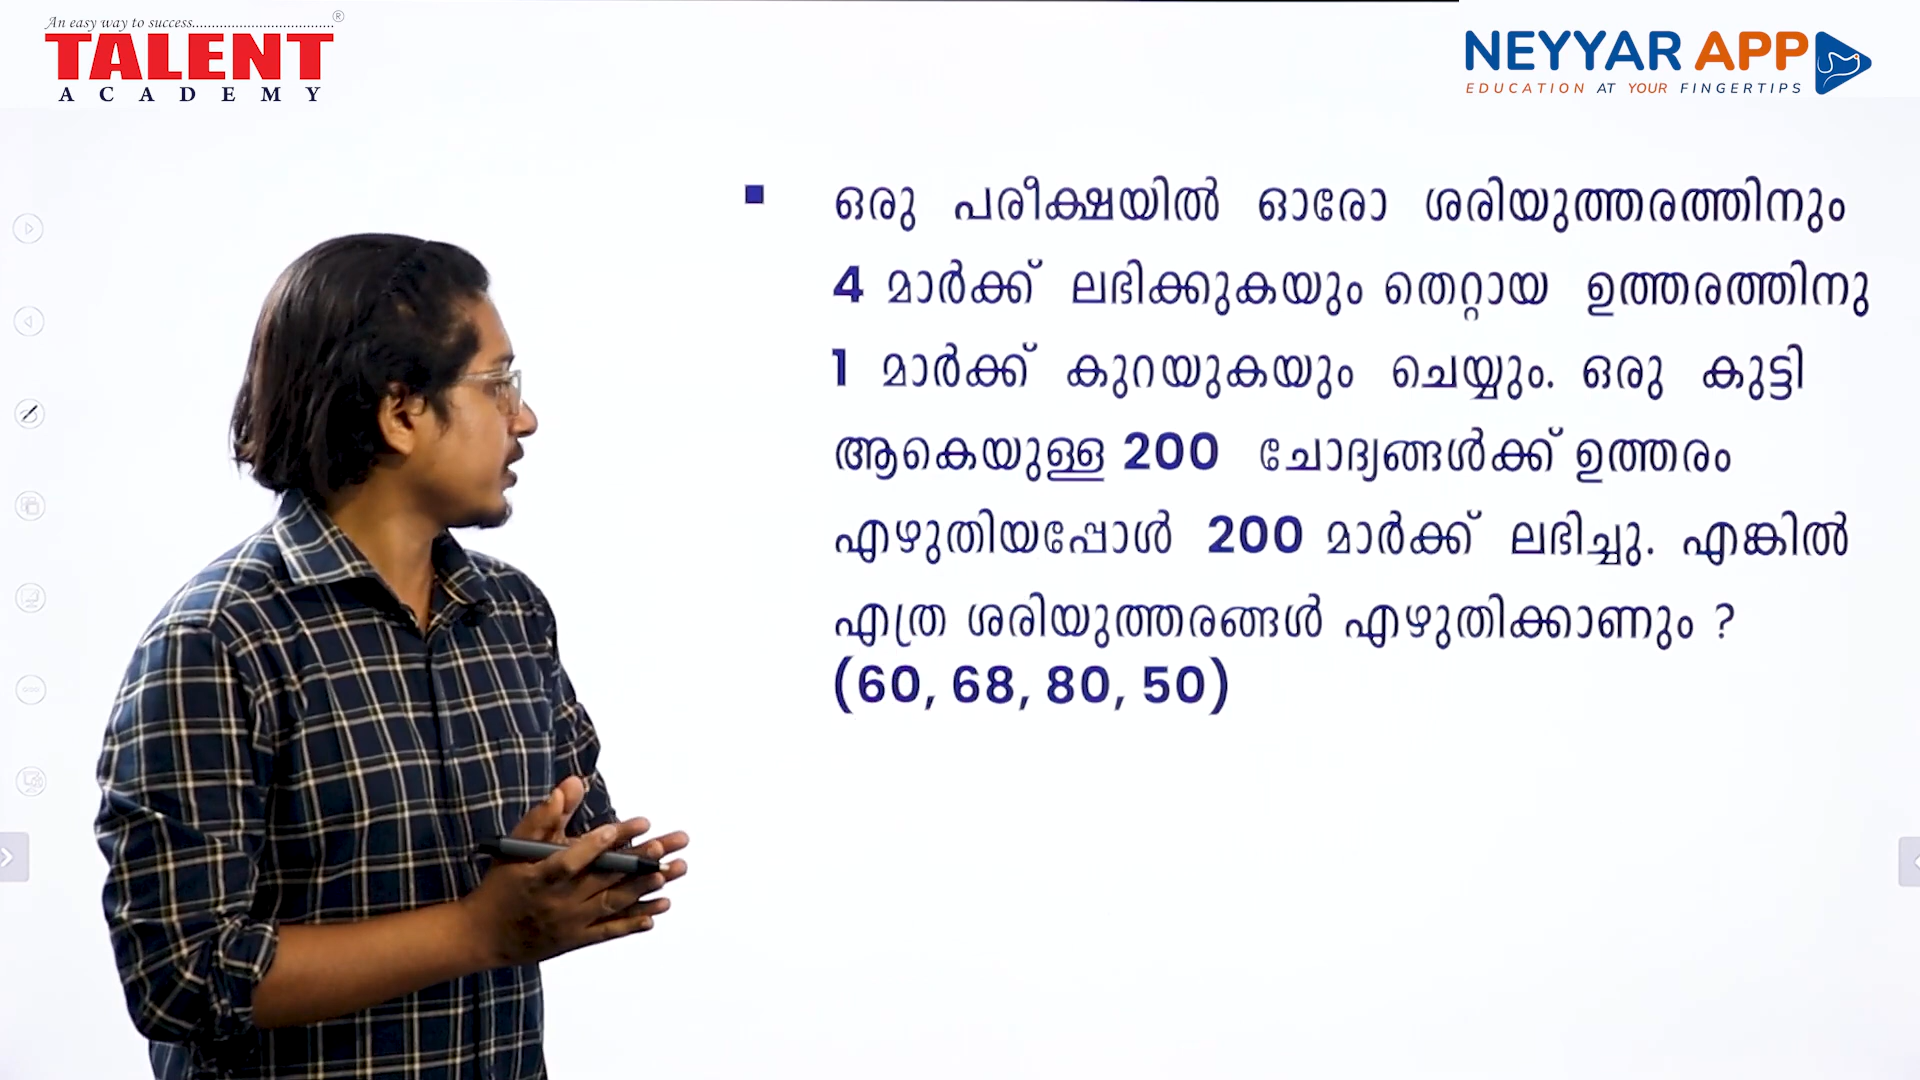 An easy way to success...................................®
TALENT
ACADEMY
NEYYAR APP
EDUCATION AT YOUR FINGERTIPS
ഒരു പരീക്ഷയിൽ ഓരോ ശരിയുത്തരത്തിനും
4 മാർക്ക് ലഭിക്കുകയും തെറ്റായ ഉത്തരത്തിനു
1 മാർക്ക് കുറയുകയും ചെയ്യും. ഒരു കുട്ടി
ആകെയുള്ള 200 ചോദ്യങ്ങൾക്ക് ഉത്തരം
എഴുതിയപ്പോൾ 200 മാർക്ക് ലഭിച്ചു. എങ്കിൽ
എത്ര ശരിയുത്തരങ്ങൾ എഴുതിക്കാണും ?
(60, 68, 80, 50)